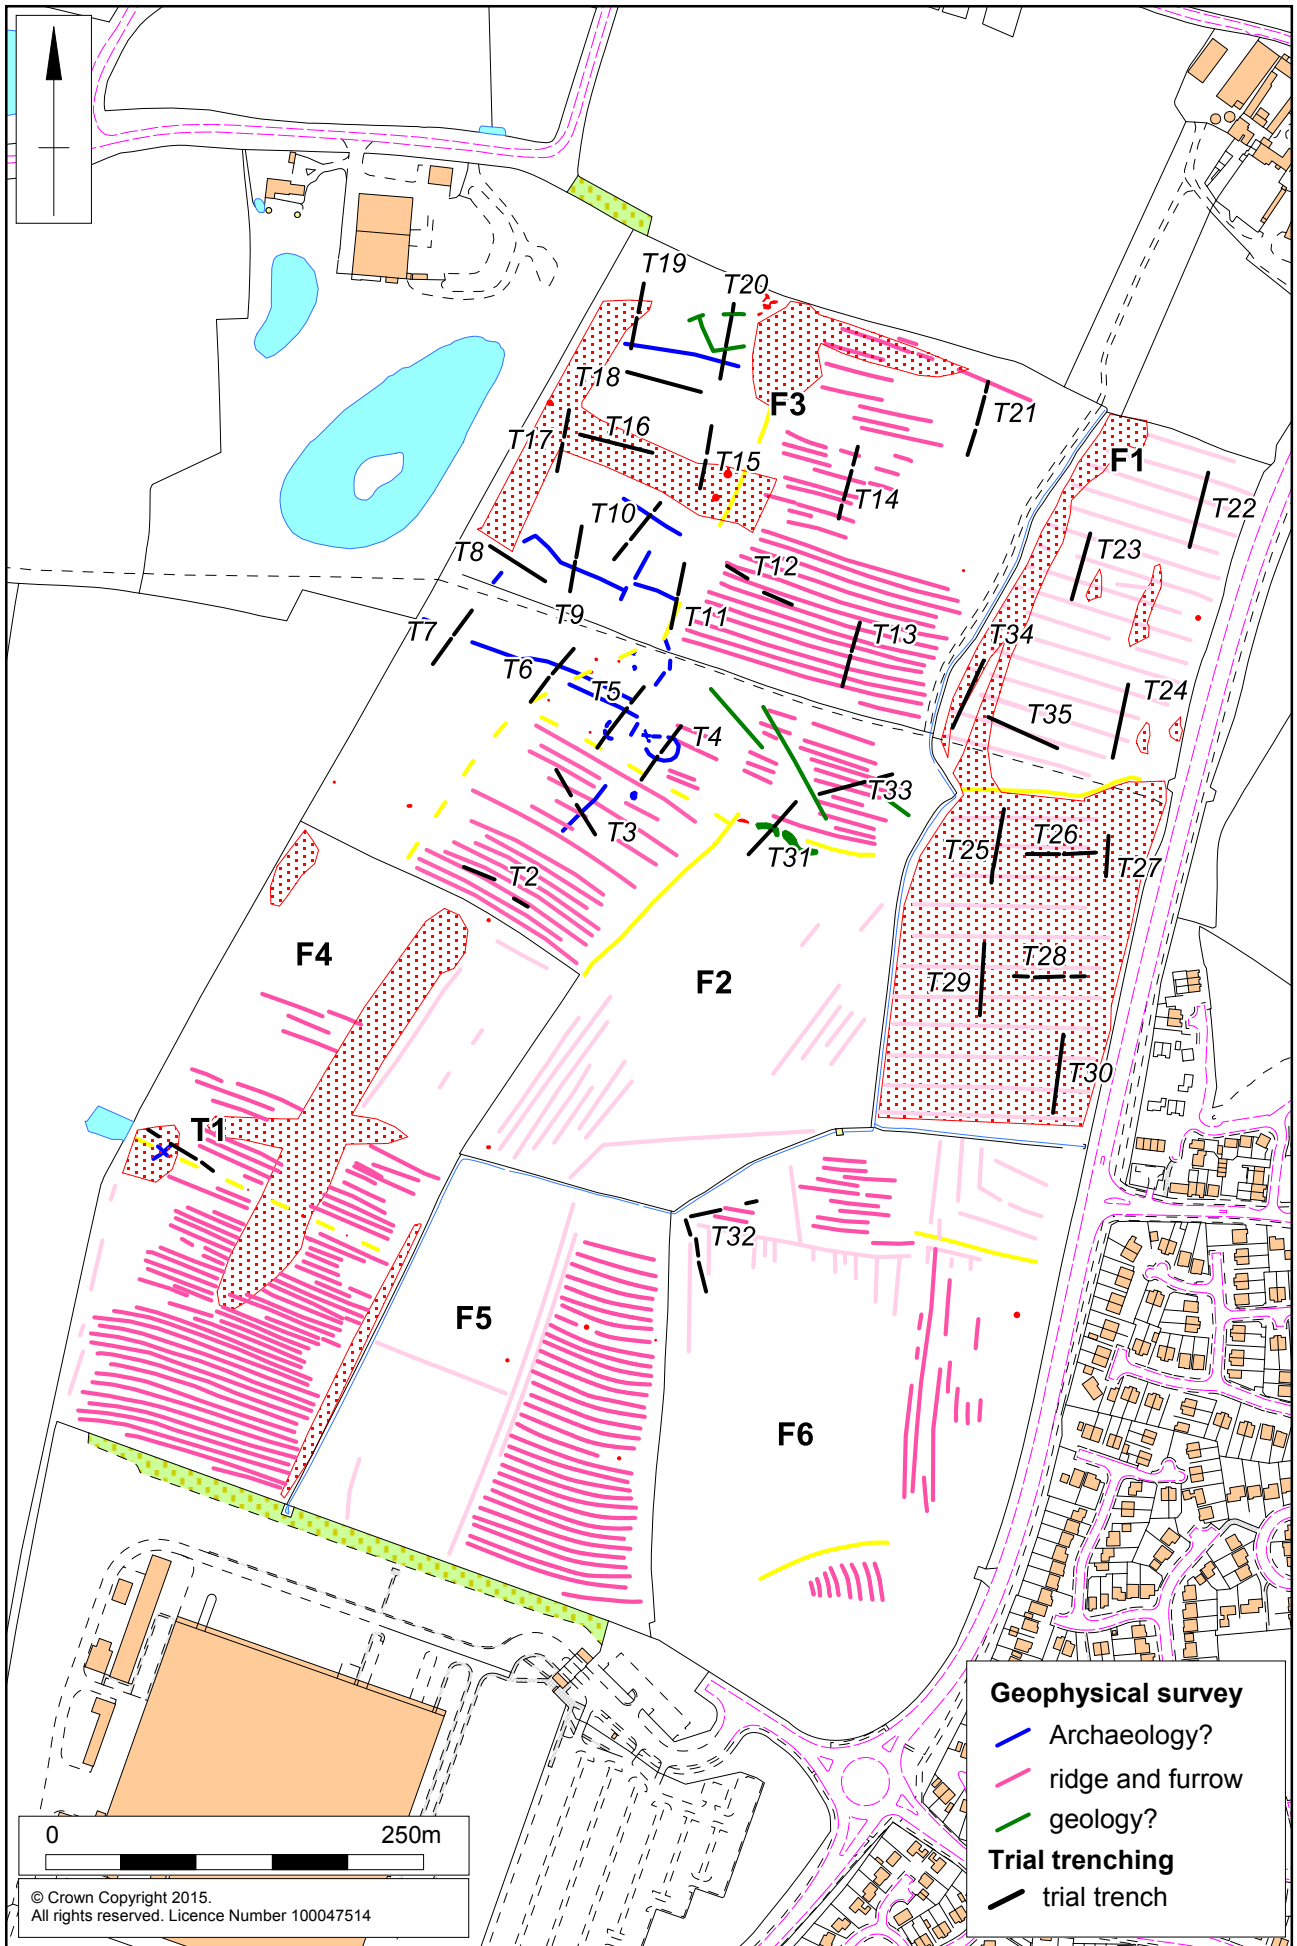 T19
T20
T18
F3
T21
T17
T16
T15
F1
T14
T22
T10
T8
T23
T12
T9
T11
T7
T13
T34
T6
T5
T4
T24
T35
T33
T3
T31
T25
T26
T27
T2
F4
F2
T29
T28
T30
T1
T32
F5
F6
Geophysical survey
Archaeology?
ridge and furrow
geology?
Trial trenching
trial trench
0 250m
© Crown Copyright 2015.
All rights reserved. Licence Number 100047514